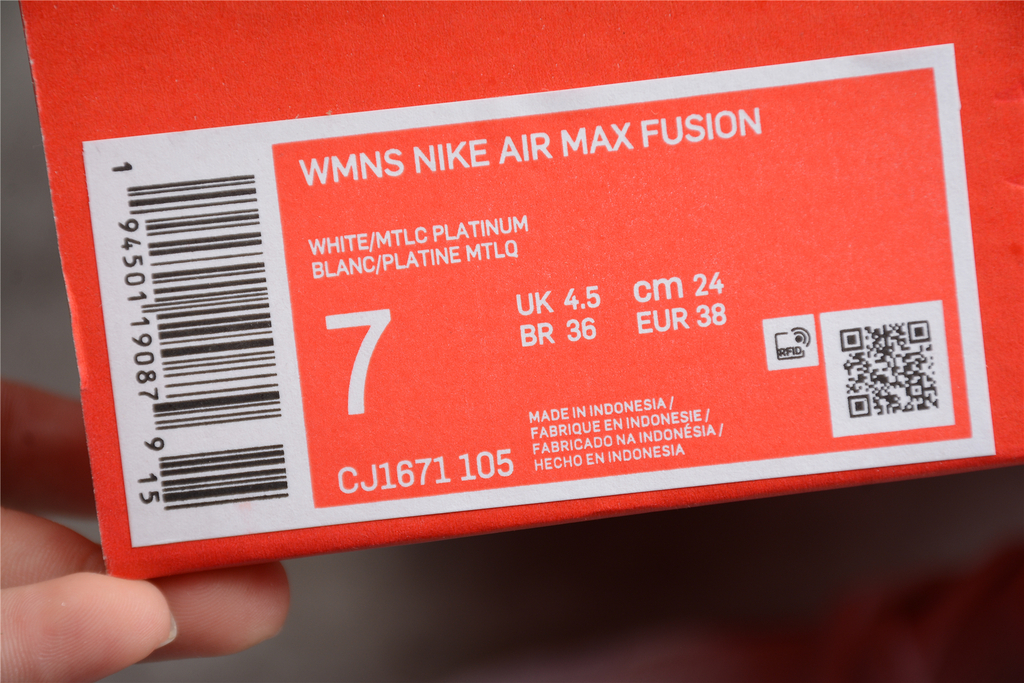 WMNS NIKE AIR MAX FUSION
WHITE/MTLC PLATINUM
BLANC/PLATINE MTLQ
7
UK 4.5 cm 24
BR 36 EUR 38
MADE IN INDONESIA /
FABRIQUE EN INDONESIE /
FABRICADO NA INDONÉSIA /
HECHO EN INDONESIA
CJ1671 105
RFID
1 94501 19087 9 15